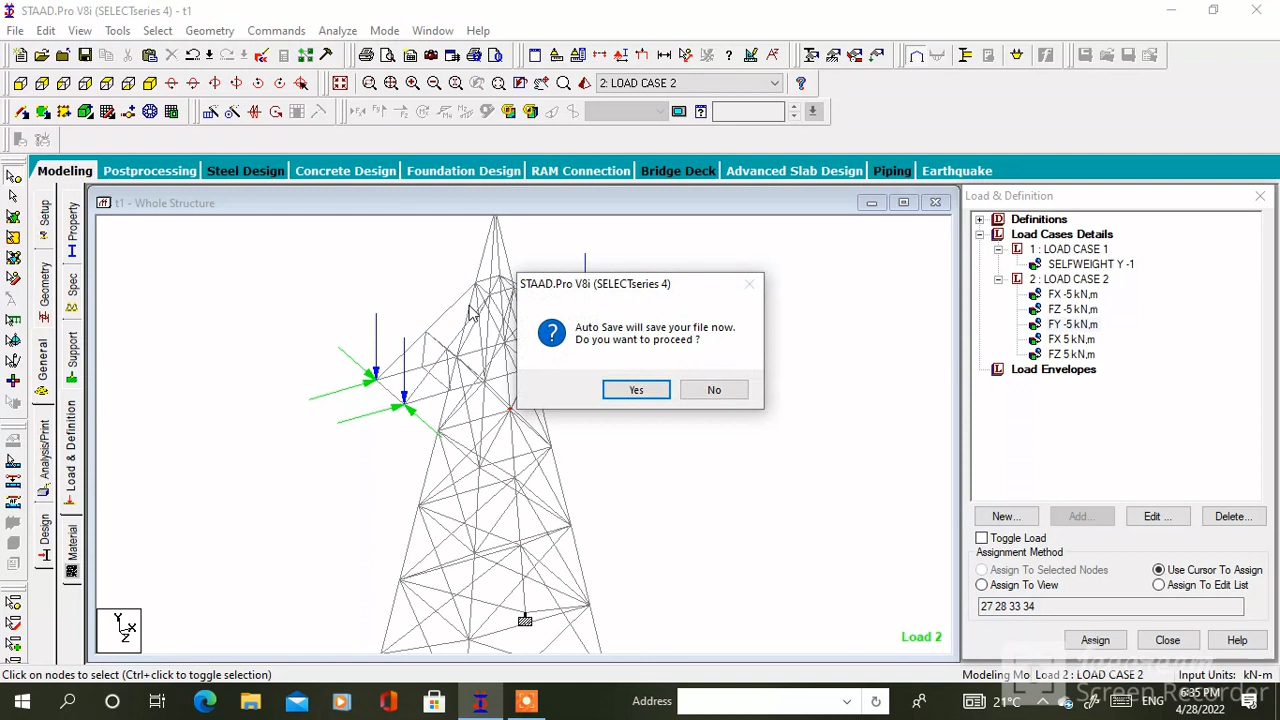 STAAD.Pro V8i (SELECTseries 4) - t1
File Edit View Tools Select Geometry Commands Analyze Mode Window Help
2: LOAD CASE 2
Modeling Postprocessing Steel Design Concrete Design Foundation Design RAM Connection Bridge Deck Advanced Slab Design Piping Earthquake
Setup
Geometry
General
Analysis/Print
Design
Property
Spec
Support
Load & Definition
Material
t1 - Whole Structure
STAAD.Pro V8i (SELECTseries 4)
Auto Save will save your file now.
Do you want to proceed ?
Yes No
Y
X
Z
Load 2
Load & Definition
Definitions
Load Cases Details
1 : LOAD CASE 1
SELFWEIGHT Y -1
2 : LOAD CASE 2
FX -5 kN,m
FZ -5 kN,m
FY -5 kN,m
FX 5 kN,m
FZ 5 kN,m
Load Envelopes
New... Add... Edit ... Delete...
Toggle Load
Assignment Method
Assign To Selected Nodes Use Cursor To Assign
Assign To View Assign To Edit List
27 28 33 34
Assign Close Help
Click on nodes to select (Ctrl+click to toggle selection) Modeling Mo Load 2 : LOAD CASE 2 Input Units: kN-m
Screen Recorder
Address 21°C ENG 6:35 PM
4/28/2022